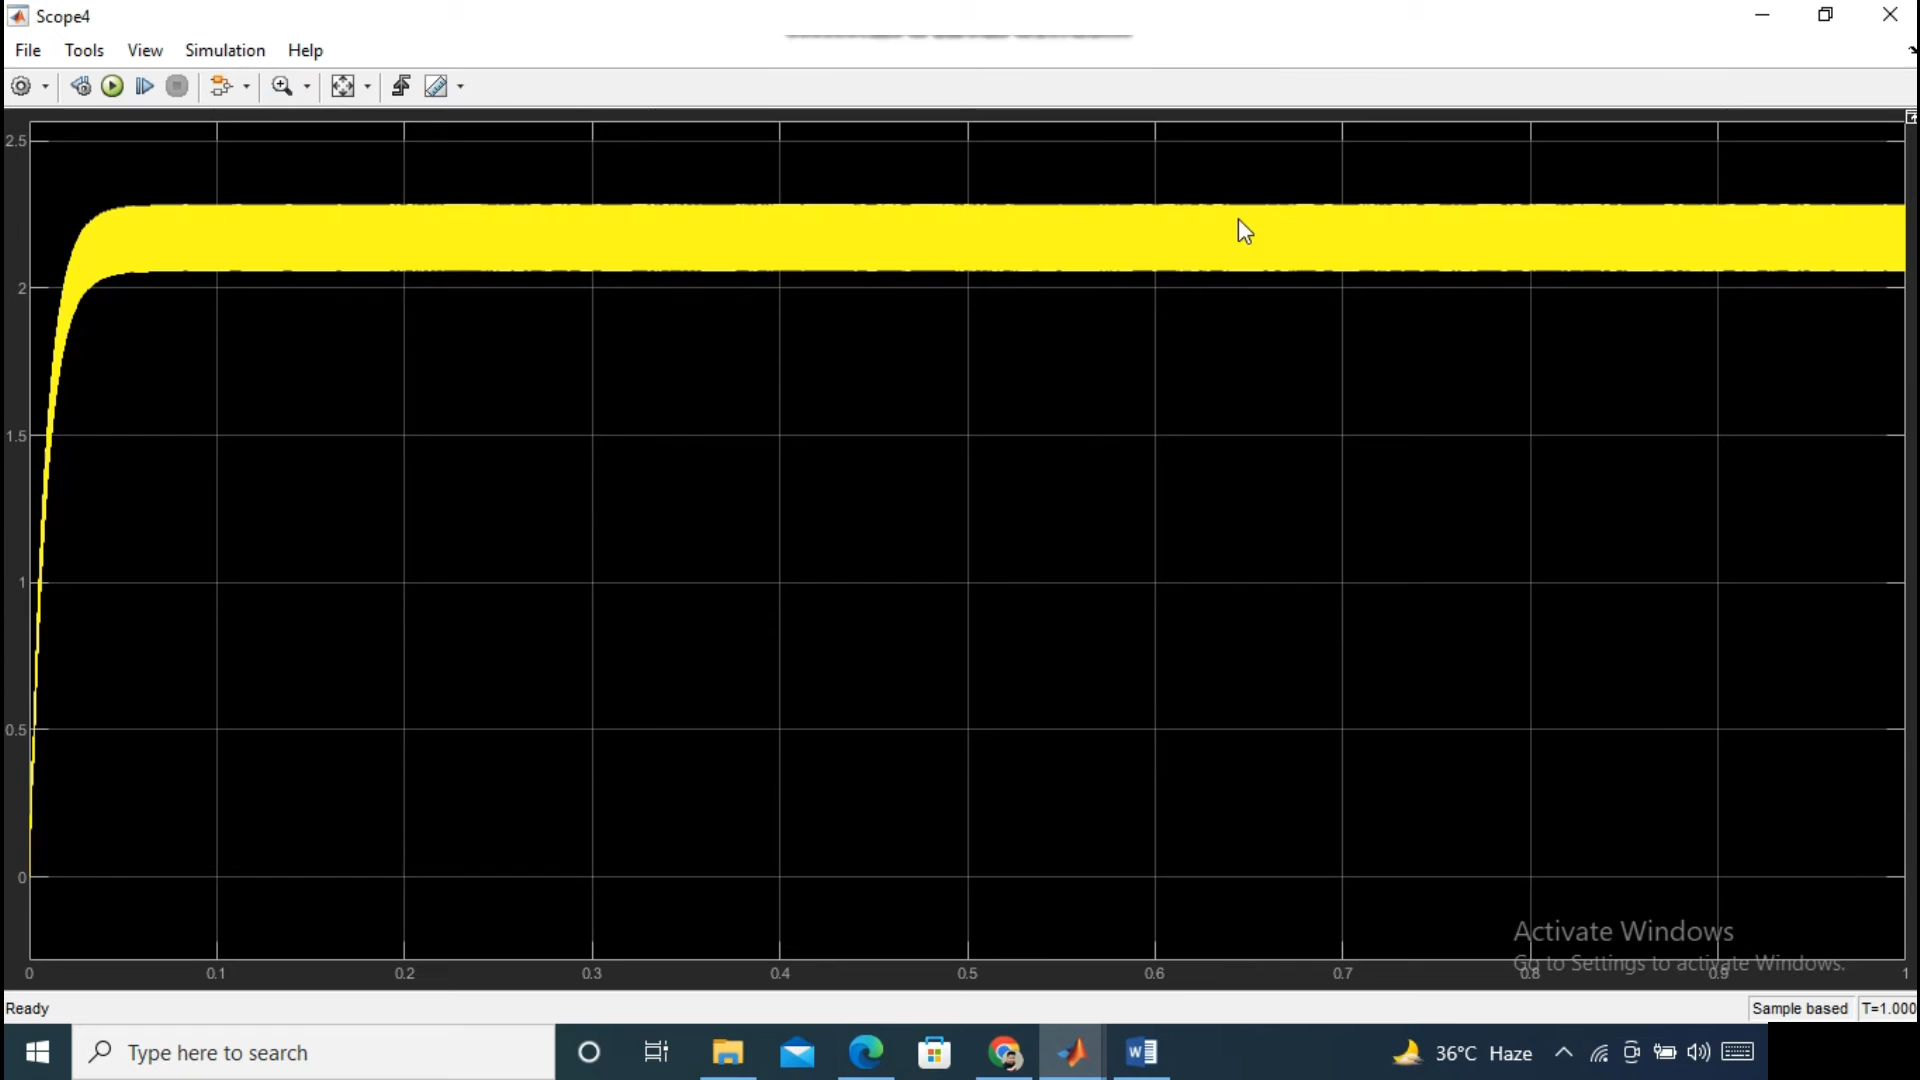 Scope4
File Tools View Simulation Help
2.5
2
1.5
1
0.5
0
0 0.1 0.2 0.3 0.4 0.5 0.6 0.7 0.8 0.9 1
Activate Windows
Go to Settings to activate Windows.
Ready
Sample based T=1.000
Type here to search
36°C Haze